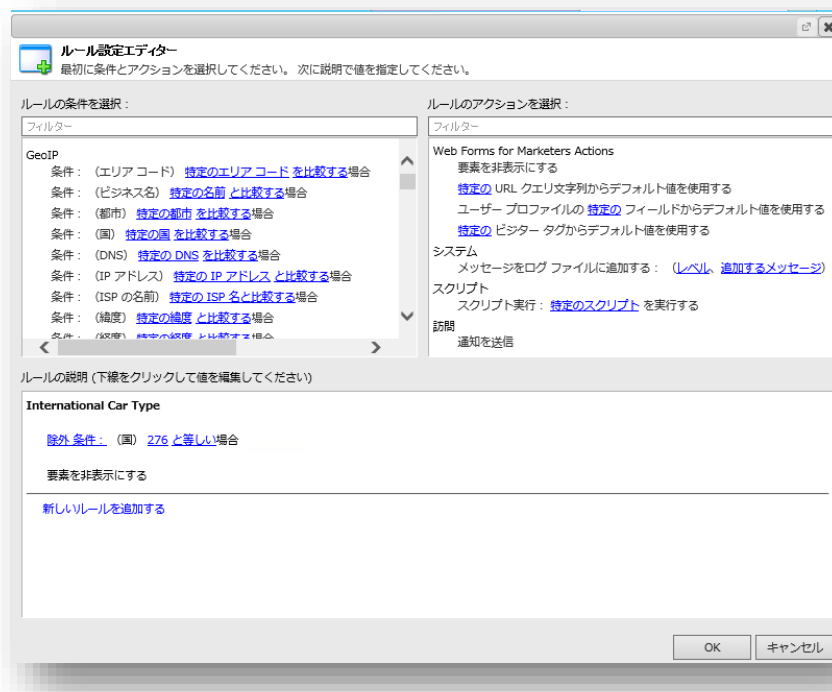 ルール設定エディター
最初に条件とアクションを選択してください。 次に説明で値を指定してください。
ルールの条件を選択：
フィルター
GeoIP
条件： （エリア コード） 特定のエリア コード を比較する場合
条件： （ビジネス名） 特定の名前 と比較する場合
条件： （都市） 特定の都市 を比較する場合
条件： （国） 特定の国 を比較する場合
条件： （DNS） 特定の DNS を比較する場合
条件： （IP アドレス） 特定の IP アドレス と比較する場合
条件： （ISP の名前） 特定の ISP 名と比較する場合
条件： （緯度） 特定の緯度 と比較する場合
条件： （経度） 特定の経度 と比較する場合
ルールのアクションを選択：
フィルター
Web Forms for Marketers Actions
要素を非表示にする
特定の URL クエリ文字列からデフォルト値を使用する
ユーザー プロファイルの 特定の フィールドからデフォルト値を使用する
特定の ビジター タグからデフォルト値を使用する
システム
メッセージをログ ファイルに追加する： （レベル、追加するメッセージ）
スクリプト
スクリプト実行： 特定のスクリプト を実行する
訪問
通知を送信
ルールの説明 (下線をクリックして値を編集してください)
International Car Type
除外 条件： （国） 276 と等しい場合
要素を非表示にする
新しいルールを追加する
OK
キャンセル